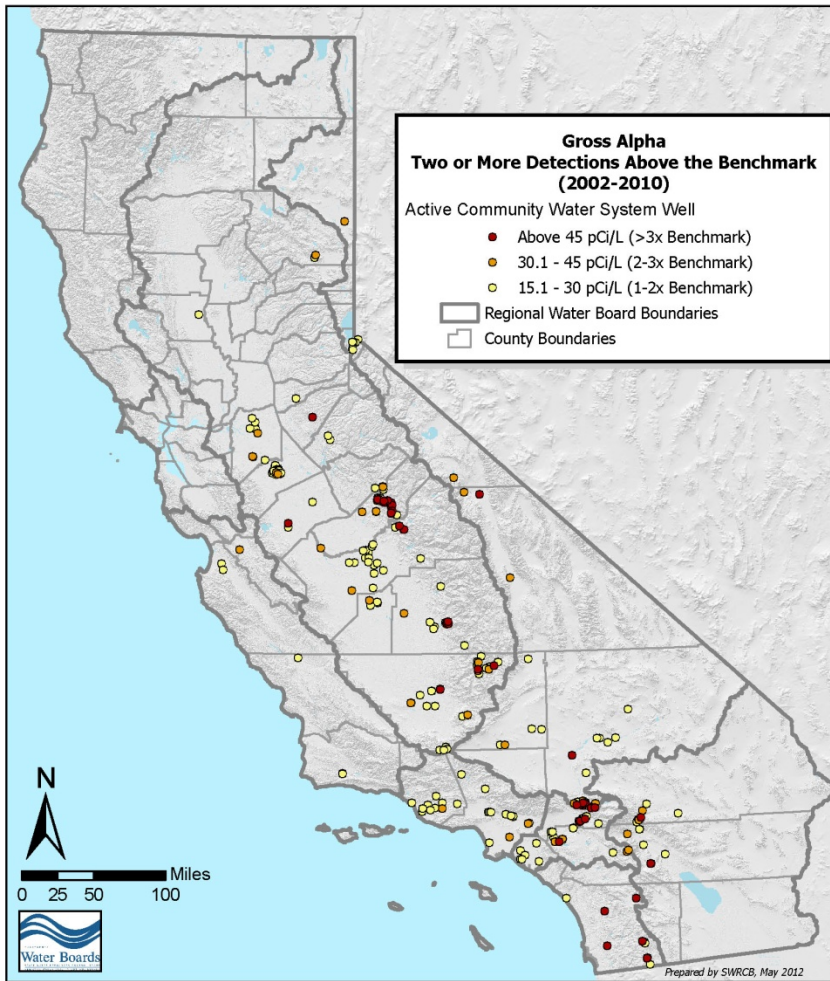 Gross Alpha
Two or More Detections Above the Benchmark
(2002-2010)
Active Community Water System Well
Above 45 pCi/L (>3x Benchmark)
30.1 - 45 pCi/L (2-3x Benchmark)
15.1 - 30 pCi/L (1-2x Benchmark)
Regional Water Board Boundaries
County Boundaries
N
Miles
0 25 50 100
Water Boards
Prepared by SWRCB, May 2012